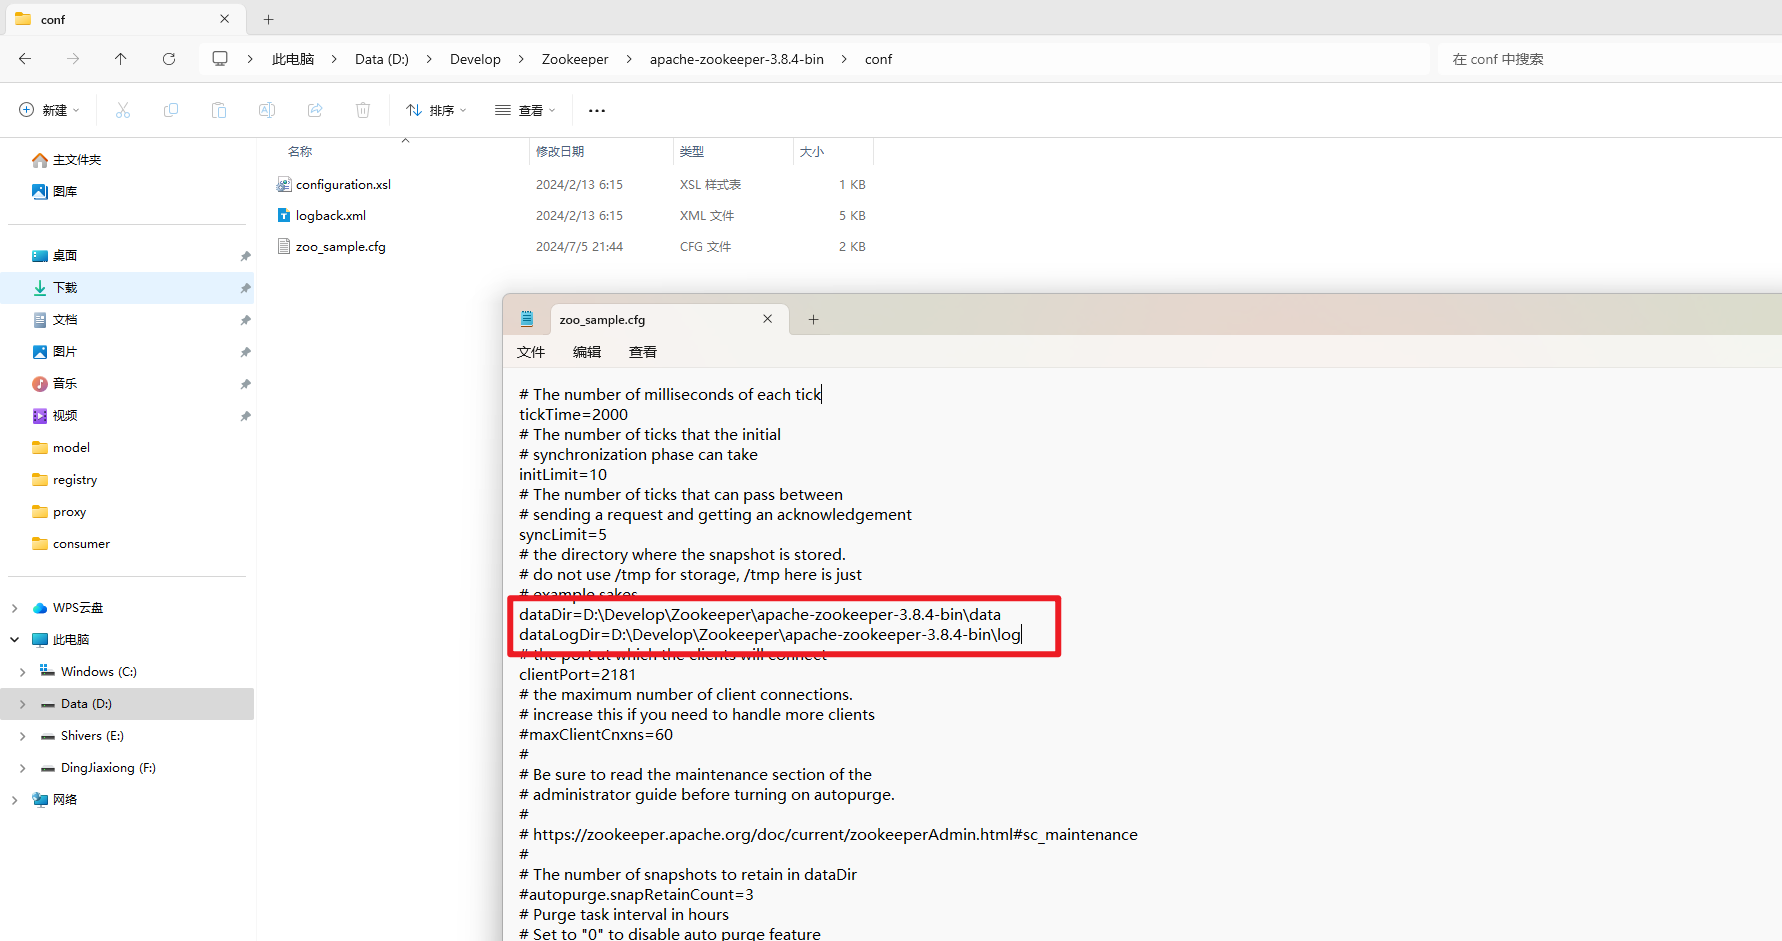 conf
此电脑 Data (D:) Develop Zookeeper apache-zookeeper-3.8.4-bin conf
在 conf 中搜索
新建 排序 查看
主文件夹
图库
桌面
下载
文档
图片
音乐
视频
model
registry
proxy
consumer
WPS云盘
此电脑
Windows (C:)
Data (D:)
Shivers (E:)
DingJiaxiong (F:)
网络
名称 修改日期 类型 大小
configuration.xsl 2024/2/13 6:15 XSL 样式表 1 KB
logback.xml 2024/2/13 6:15 XML 文件 5 KB
zoo_sample.cfg 2024/7/5 21:44 CFG 文件 2 KB
zoo_sample.cfg
文件 编辑 查看
# The number of milliseconds of each tick
tickTime=2000
# The number of ticks that the initial
# synchronization phase can take
initLimit=10
# The number of ticks that can pass between
# sending a request and getting an acknowledgement
syncLimit=5
# the directory where the snapshot is stored.
# do not use /tmp for storage, /tmp here is just
# example sakes
dataDir=D:\Develop\Zookeeper\apache-zookeeper-3.8.4-bin\data
dataLogDir=D:\Develop\Zookeeper\apache-zookeeper-3.8.4-bin\log
# the port at which the clients will connect
clientPort=2181
# the maximum number of client connections.
# increase this if you need to handle more clients
#maxClientCnxns=60
#
# Be sure to read the maintenance section of the
# administrator guide before turning on autopurge.
#
# https://zookeeper.apache.org/doc/current/zookeeperAdmin.html#sc_maintenance
#
# The number of snapshots to retain in dataDir
#autopurge.snapRetainCount=3
# Purge task interval in hours
# Set to "0" to disable auto purge feature